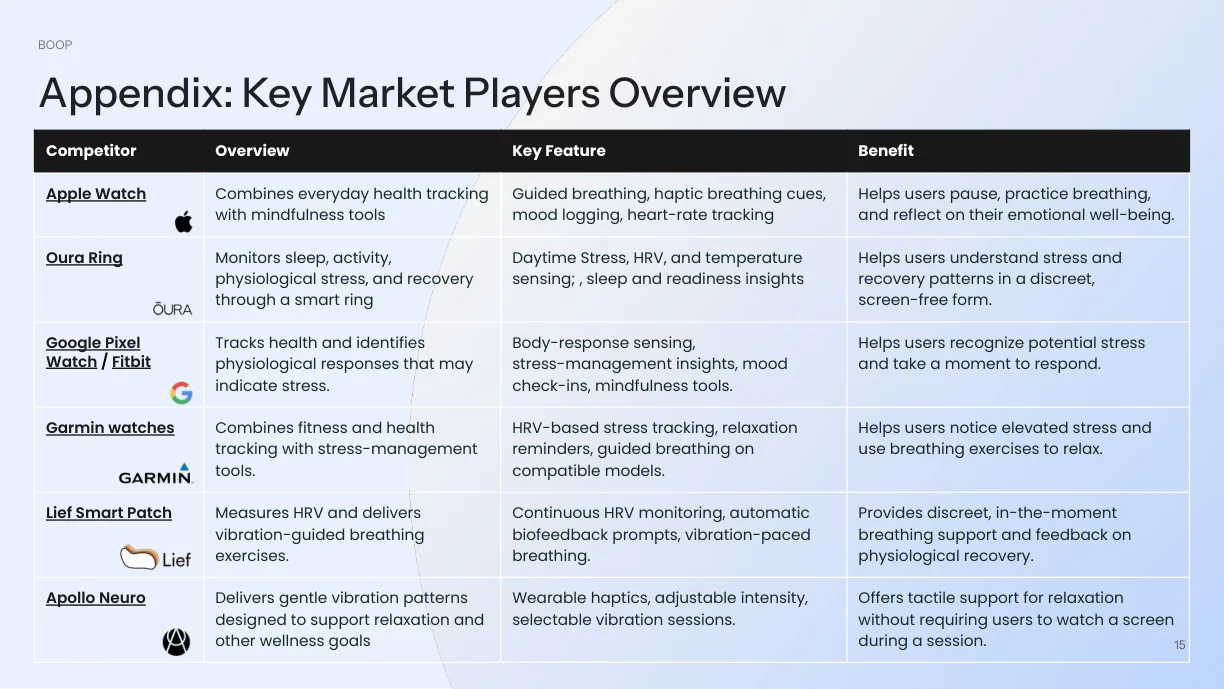 BOOP
Appendix: Key Market Players Overview
Competitor
Overview
Key Feature
Benefit
Apple Watch
Combines everyday health tracking
with mindfulness tools
Guided breathing, haptic breathing cues,
mood logging, heart-rate tracking
Helps users pause, practice breathing,
and reflect on their emotional well-being.
Oura Ring
ŌURA
Monitors sleep, activity,
physiological stress, and recovery
through a smart ring
Daytime Stress, HRV, and temperature
sensing; , sleep and readiness insights
Helps users understand stress and
recovery patterns in a discreet,
screen-free form.
Google Pixel
Watch / Fitbit
G
Tracks health and identifies
physiological responses that may
indicate stress.
Body-response sensing,
stress-management insights, mood
check-ins, mindfulness tools.
Helps users recognize potential stress
and take a moment to respond.
Garmin watches
GARMIN
Combines fitness and health
tracking with stress-management
tools.
HRV-based stress tracking, relaxation
reminders, guided breathing on
compatible models.
Helps users notice elevated stress and
use breathing exercises to relax.
Lief Smart Patch
Lief
Measures HRV and delivers
vibration-guided breathing
exercises.
Continuous HRV monitoring, automatic
biofeedback prompts, vibration-paced
breathing.
Provides discreet, in-the-moment
breathing support and feedback on
physiological recovery.
Apollo Neuro
Delivers gentle vibration patterns
designed to support relaxation and
other wellness goals
Wearable haptics, adjustable intensity,
selectable vibration sessions.
Offers tactile support for relaxation
without requiring users to watch a screen
during a session.
15